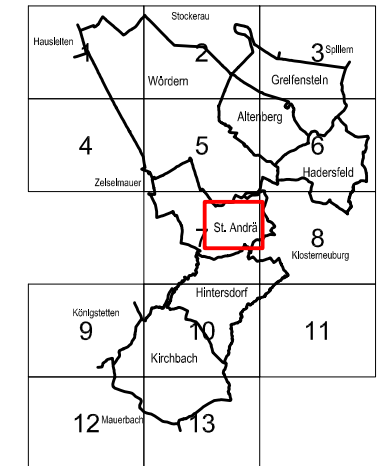 Stockerau
Hausleiten
1
2
3
Spillern
Wördern
Greifenstein
Altenberg
4
5
6
Hadersfeld
Zeiselmauer
7
St. Andrä
8
Klosterneuburg
Hintersdorf
Königstetten
9
10
11
Kirchbach
12
Mauerbach
13